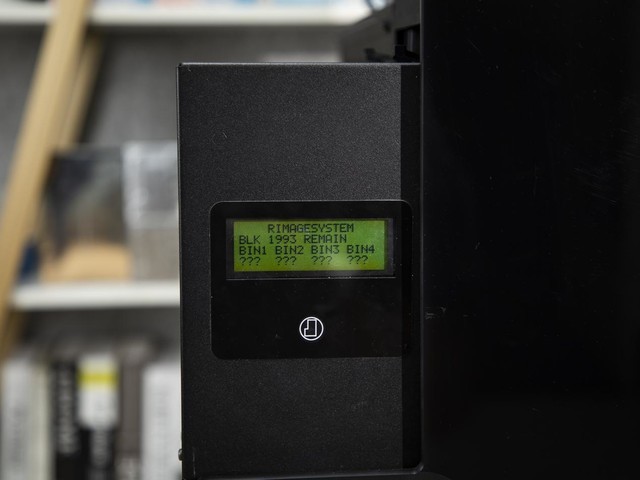 RIMAGESYSTEM
BLK 1993 REMAIN
BIN1 BIN2 BIN3 BIN4
??? ??? ??? ???